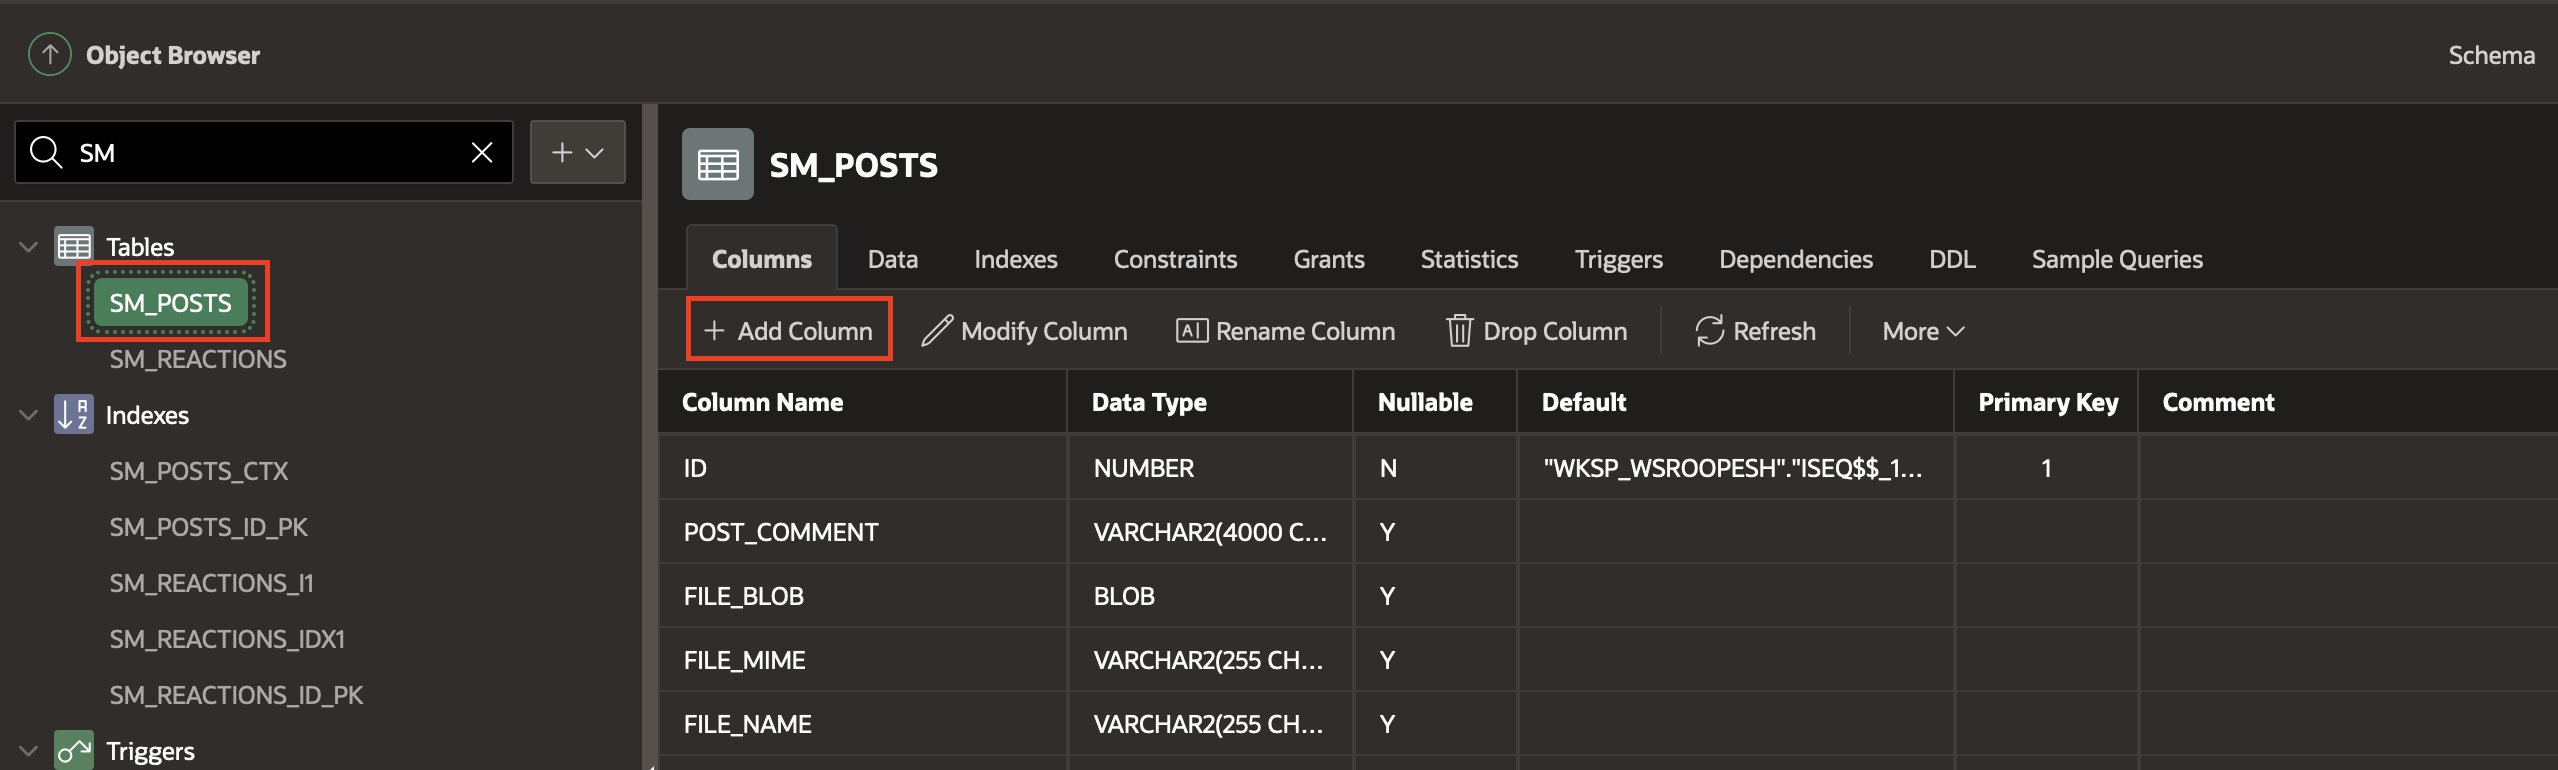 Object Browser
Schema
SM
Tables
SM_POSTS
SM_REACTIONS
Indexes
SM_POSTS_CTX
SM_POSTS_ID_PK
SM_REACTIONS_I1
SM_REACTIONS_IDX1
SM_REACTIONS_ID_PK
Triggers
SM_POSTS
Columns Data Indexes Constraints Grants Statistics Triggers Dependencies DDL Sample Queries
Add Column Modify Column Rename Column Drop Column Refresh More
Column Name Data Type Nullable Default Primary Key Comment
ID NUMBER N "WKSP_WSROOPESH"."ISEQ$$_1... 1
POST_COMMENT VARCHAR2(4000 C... Y
FILE_BLOB BLOB Y
FILE_MIME VARCHAR2(255 CH... Y
FILE_NAME VARCHAR2(255 CH... Y